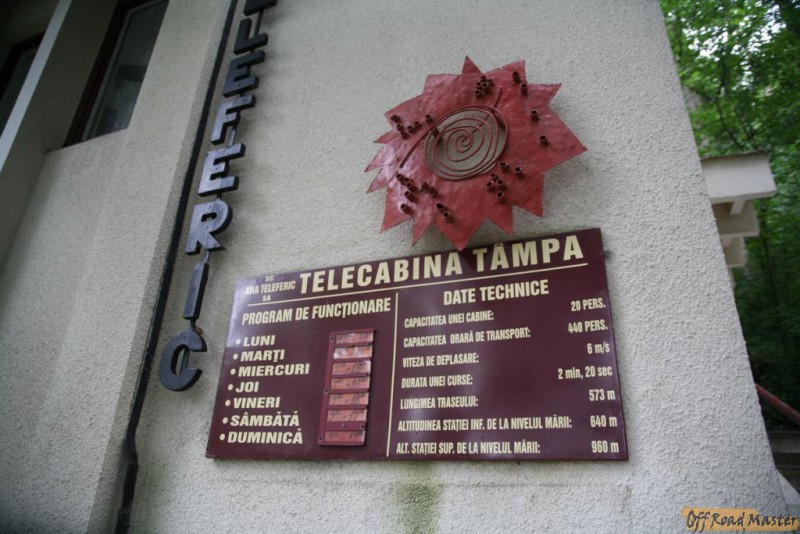 LEFERIC
SC
ANA TELEFERIC
SA
TELECABINA TÂMPA
PROGRAM DE FUNCȚIONARE
• LUNI
• MARȚI
• MIERCURI
• JOI
• VINERI
• SÂMBĂTĂ
• DUMINICĂ
DATE TECHNICE
CAPACITATEA UNEI CABINE: 20 PERS.
CAPACITATEA ORARĂ DE TRANSPORT: 440 PERS.
VITEZA DE DEPLASARE: 6 m/s
DURATA UNEI CURSE: 2 min, 20 sec
LUNGIMEA TRASEULUI: 573 m
ALTITUDINEA STAȚIEI INF. DE LA NIVELUL MĂRII: 640 m
ALT. STAȚIEI SUP. DE LA NIVELUL MĂRII: 960 m
Off Road Master